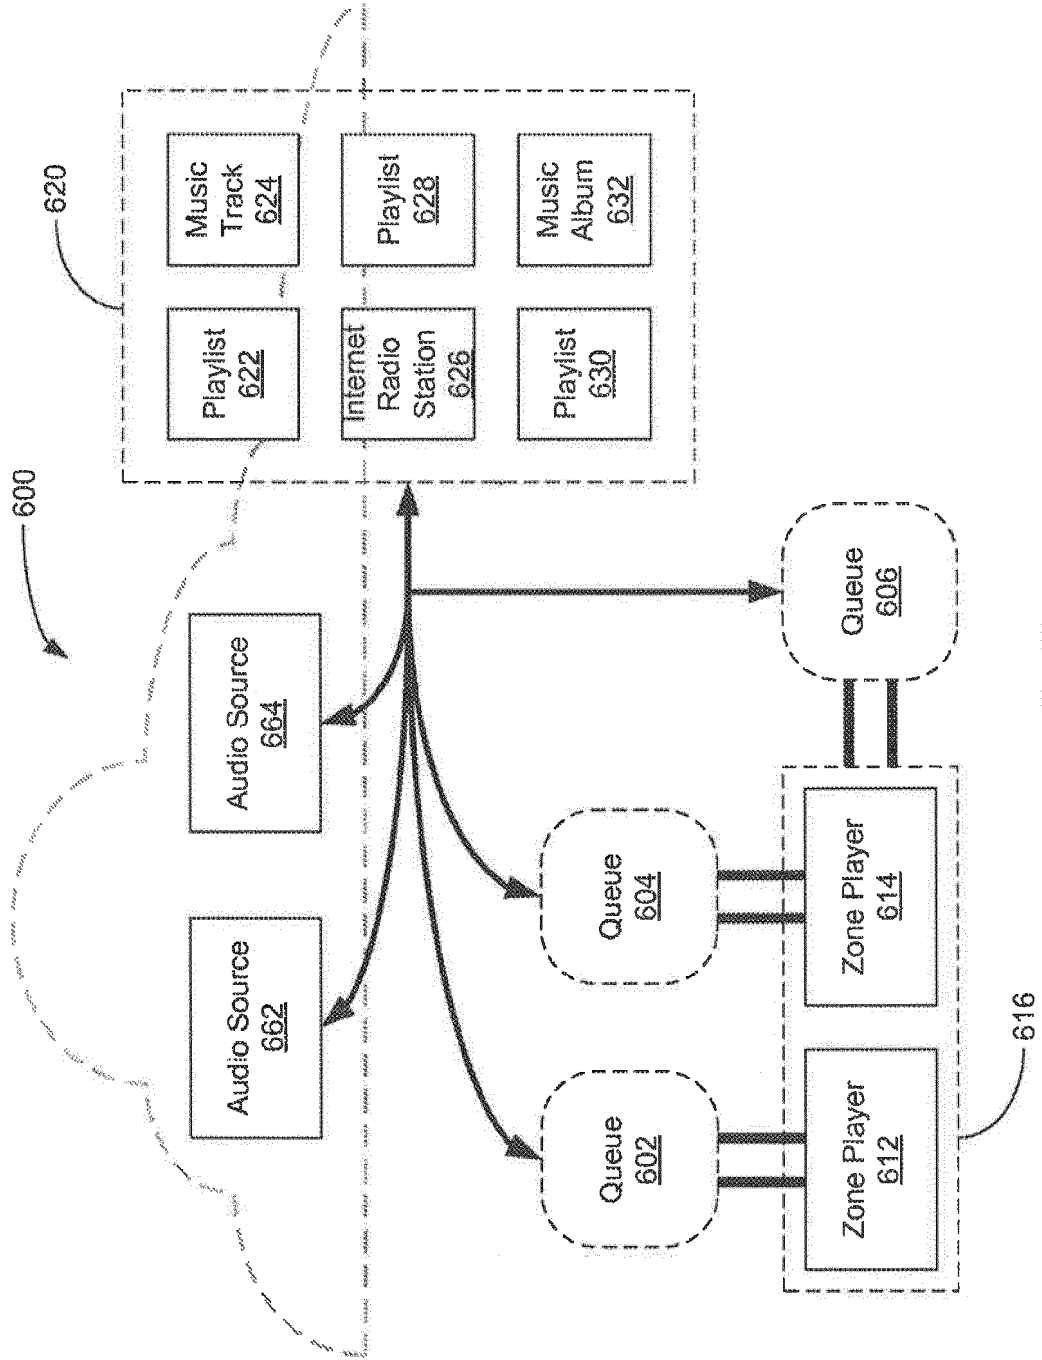 600
620
Audio Source
662
Audio Source
664
Playlist
622
Music
Track
624
Internet
Radio
Station
626
Playlist
628
Playlist
630
Music
Album
632
Queue
602
Queue
604
Queue
606
Zone Player
612
Zone Player
614
616